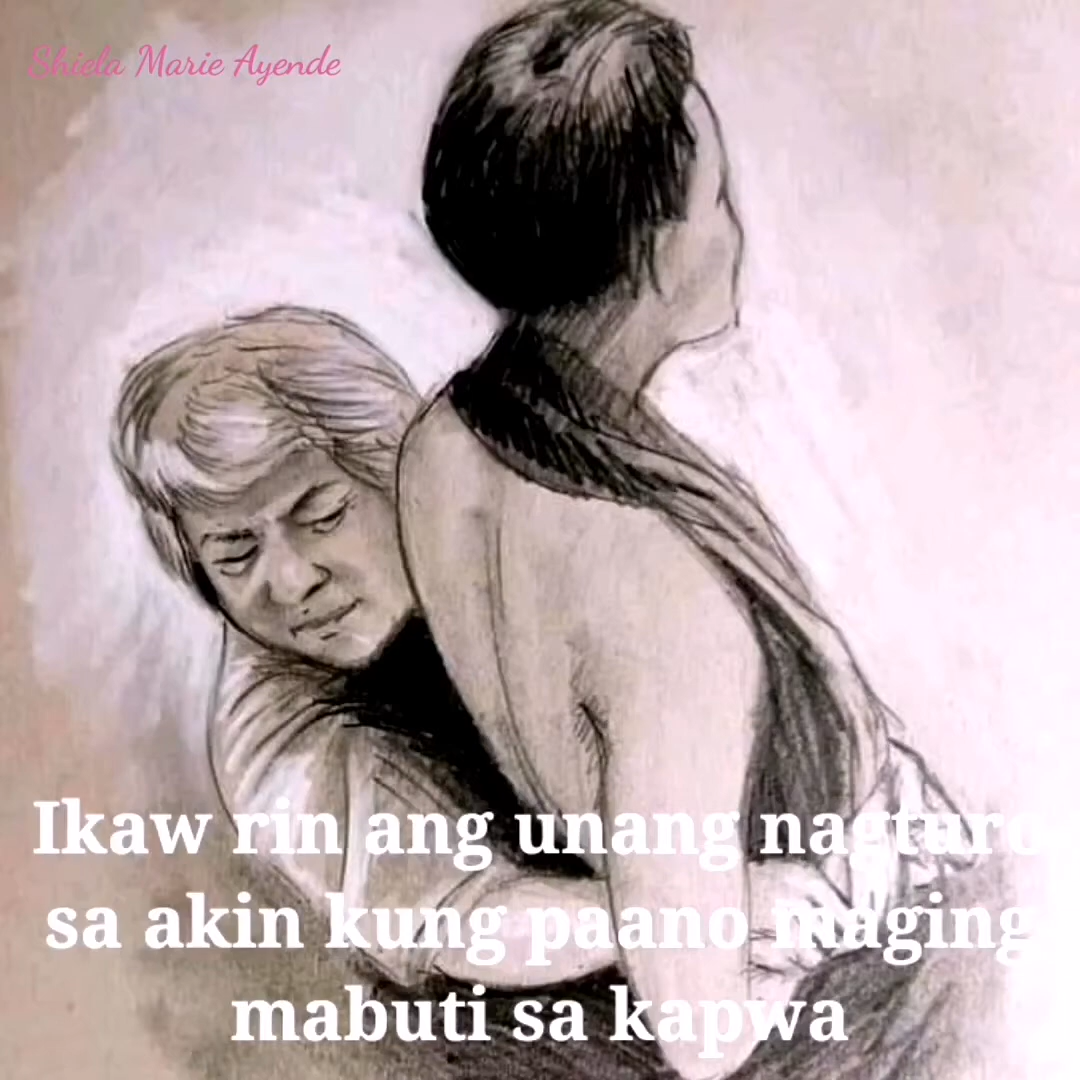 Shiela Marie Ayende
Ikaw rin ang unang nagturo
sa akin kung paano maging
mabuti sa kapwa